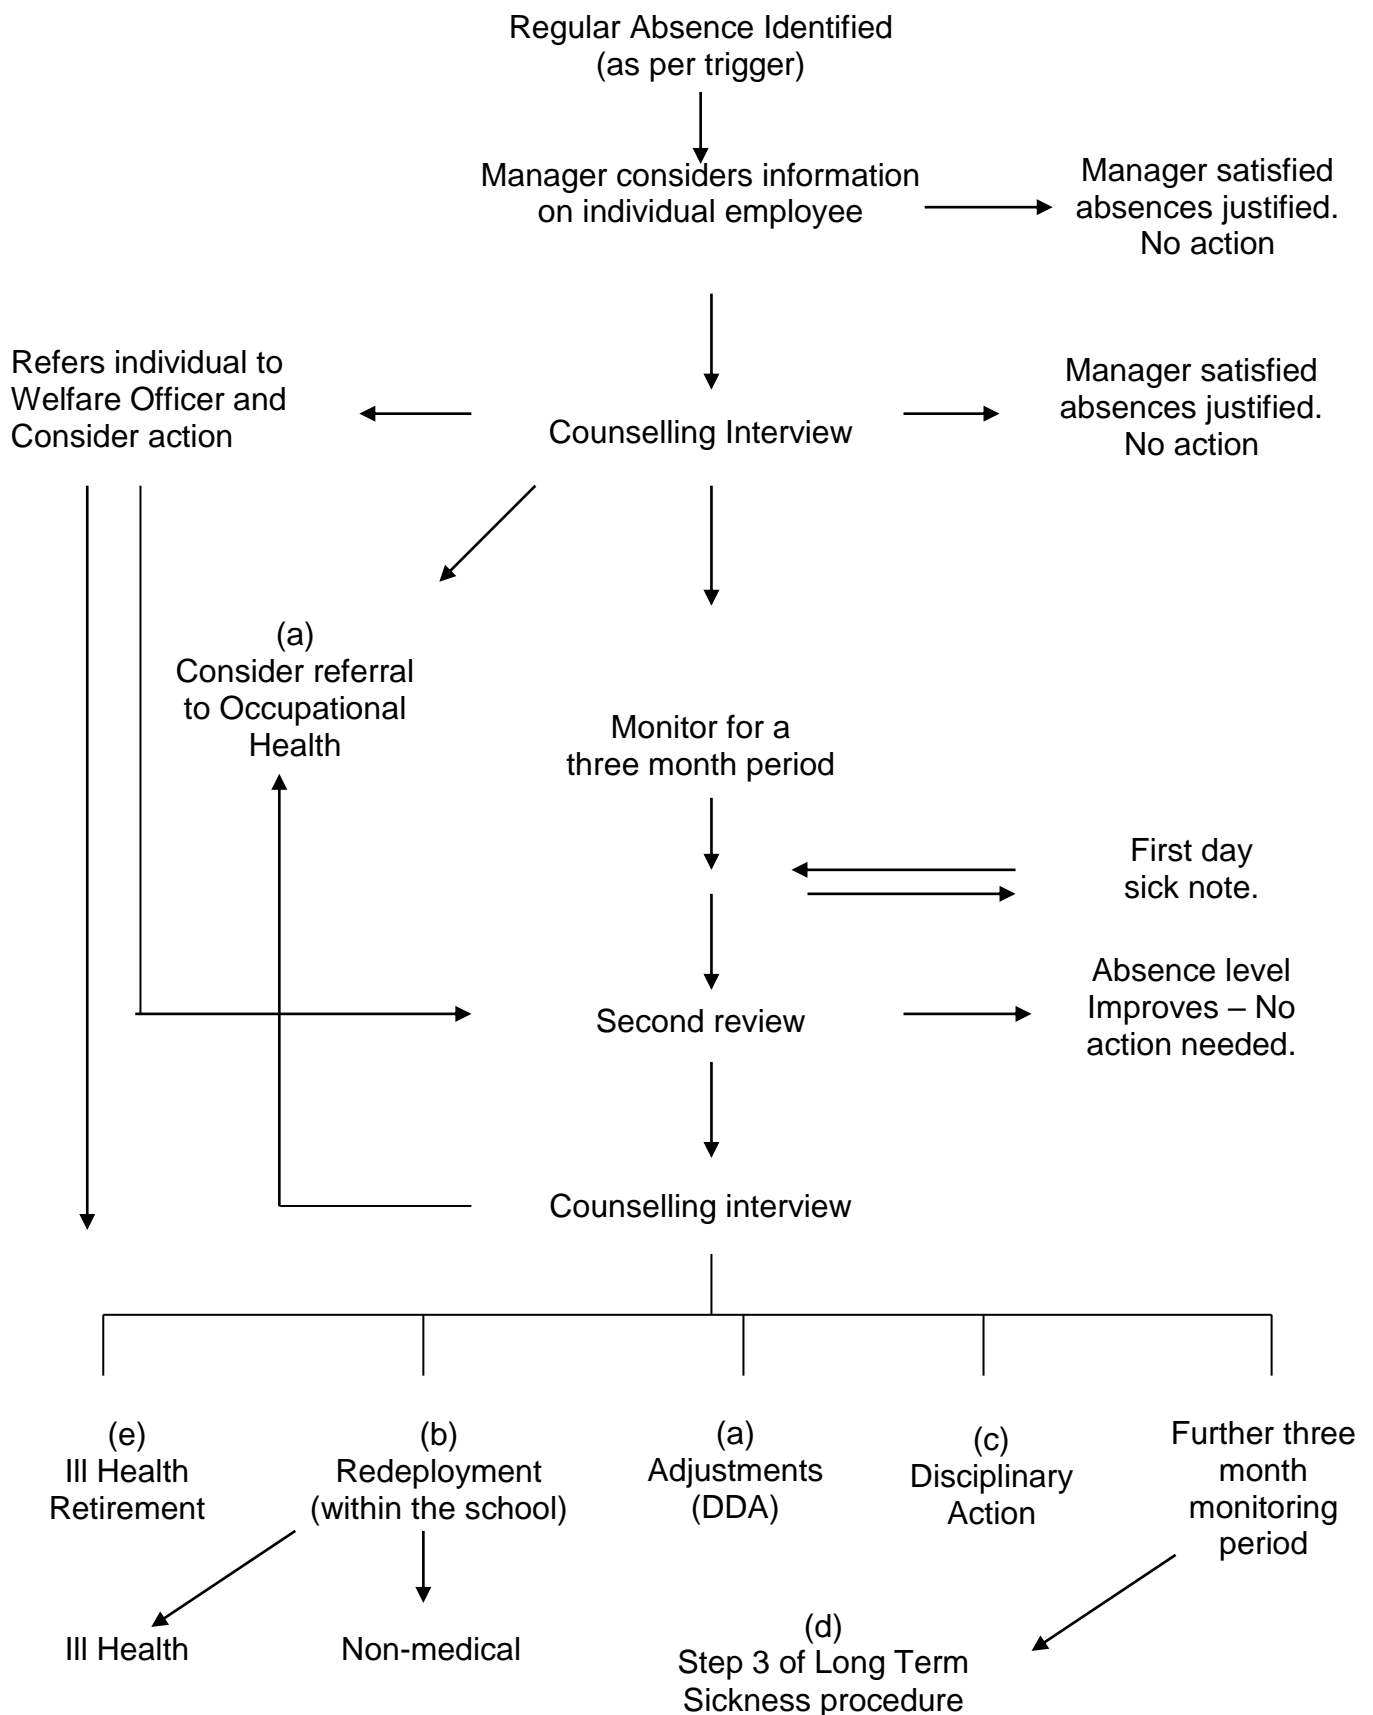 Regular Absence Identified
(as per trigger)
Manager considers information
on individual employee
Manager satisfied
absences justified.
No action
Refers individual to
Welfare Officer and
Consider action
Counselling Interview
Manager satisfied
absences justified.
No action
(a)
Consider referral
to Occupational
Health
Monitor for a
three month period
First day
sick note.
Second review
Absence level
Improves – No
action needed.
Counselling interview
(e)
Ill Health
Retirement
(b)
Redeployment
(within the school)
(a)
Adjustments
(DDA)
(c)
Disciplinary
Action
Further three
month
monitoring
period
Ill Health
Non-medical
(d)
Step 3 of Long Term
Sickness procedure